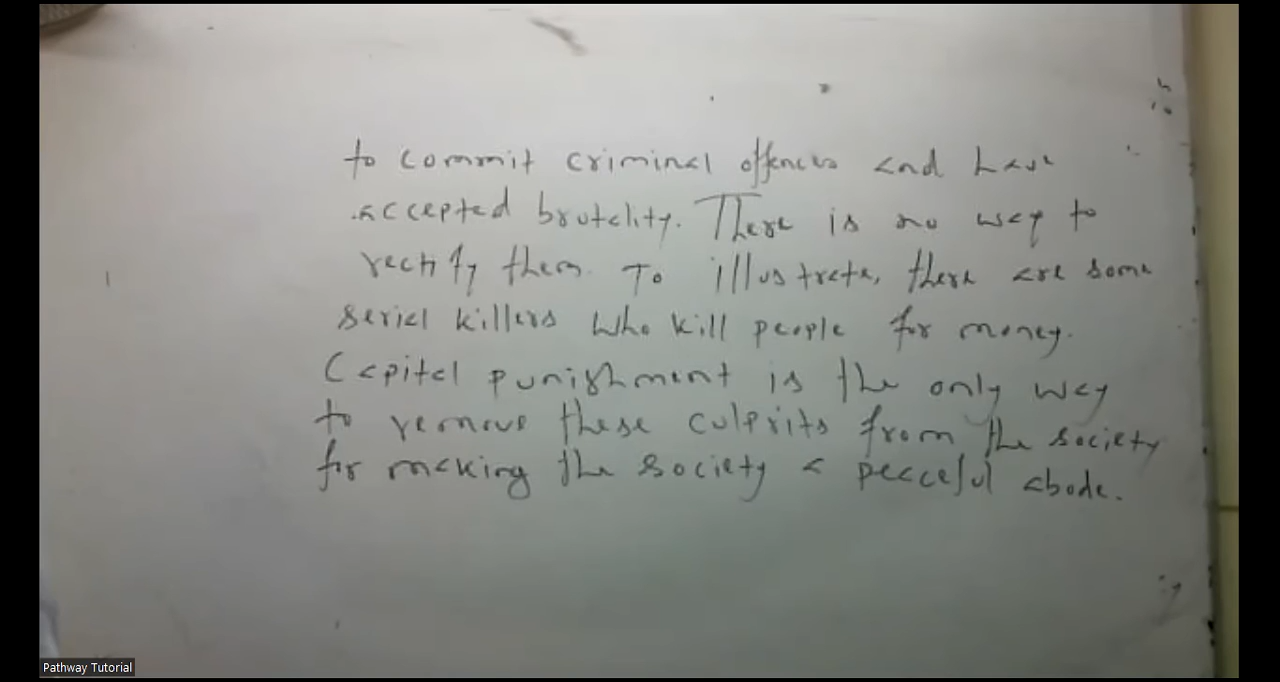 to commit criminal offences and have
accepted brutality. There is no way to
rectify them. To illustrate, there are some
serial killers who kill people for money.
Capital punishment is the only way
to remove these culprits from the society
for making the society a peaceful abode.
Pathway Tutorial